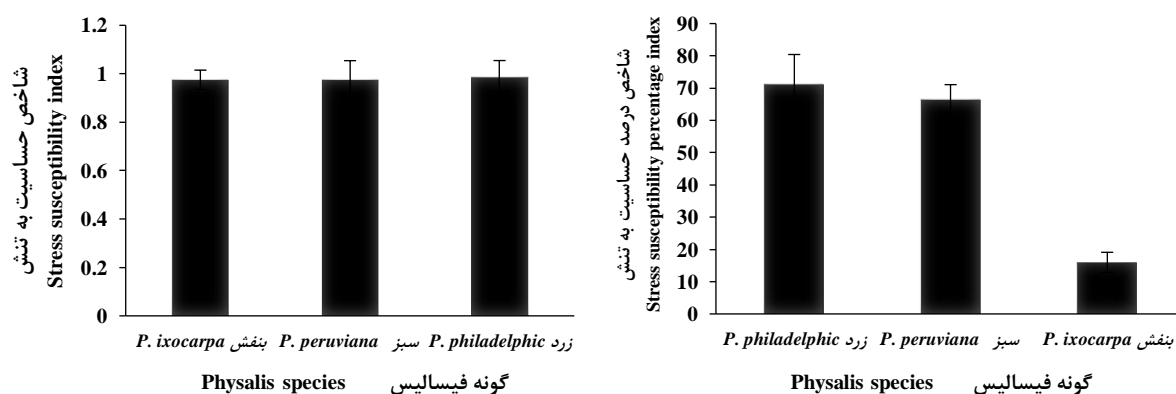 شاخص حساسیت به تنش
Stress susceptibility index
1.2
1
0.8
0.6
0.4
0.2
0
P. ixocarpa بنفش
P. peruviana سبز
P. philadelphic زرد
Physalis species گونه فیسالیس
شاخص درصد حساسیت به تنش
Stress susceptibility percentage index
90
80
70
60
50
40
30
20
10
0
P. philadelphic زرد
P. peruviana سبز
P. ixocarpa بنفش
Physalis species گونه فیسالیس